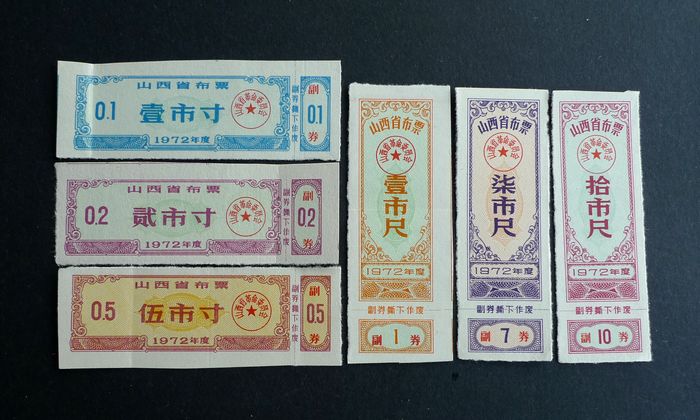 山西省布票
0.1 壹市寸
1972年度
副券撕下作废
副 0.1 券
山西省布票
0.2 贰市寸
1972年度
副券撕下作废
副 0.2 券
山西省布票
0.5 伍市寸
1972年度
副券撕下作废
副 0.5 券
山西省布票
壹市尺
1972年度
副券撕下作废
副 1 券
山西省布票
柒市尺
1972年度
副券撕下作废
副 7 券
山西省布票
拾市尺
1972年度
副券撕下作废
副 10 券